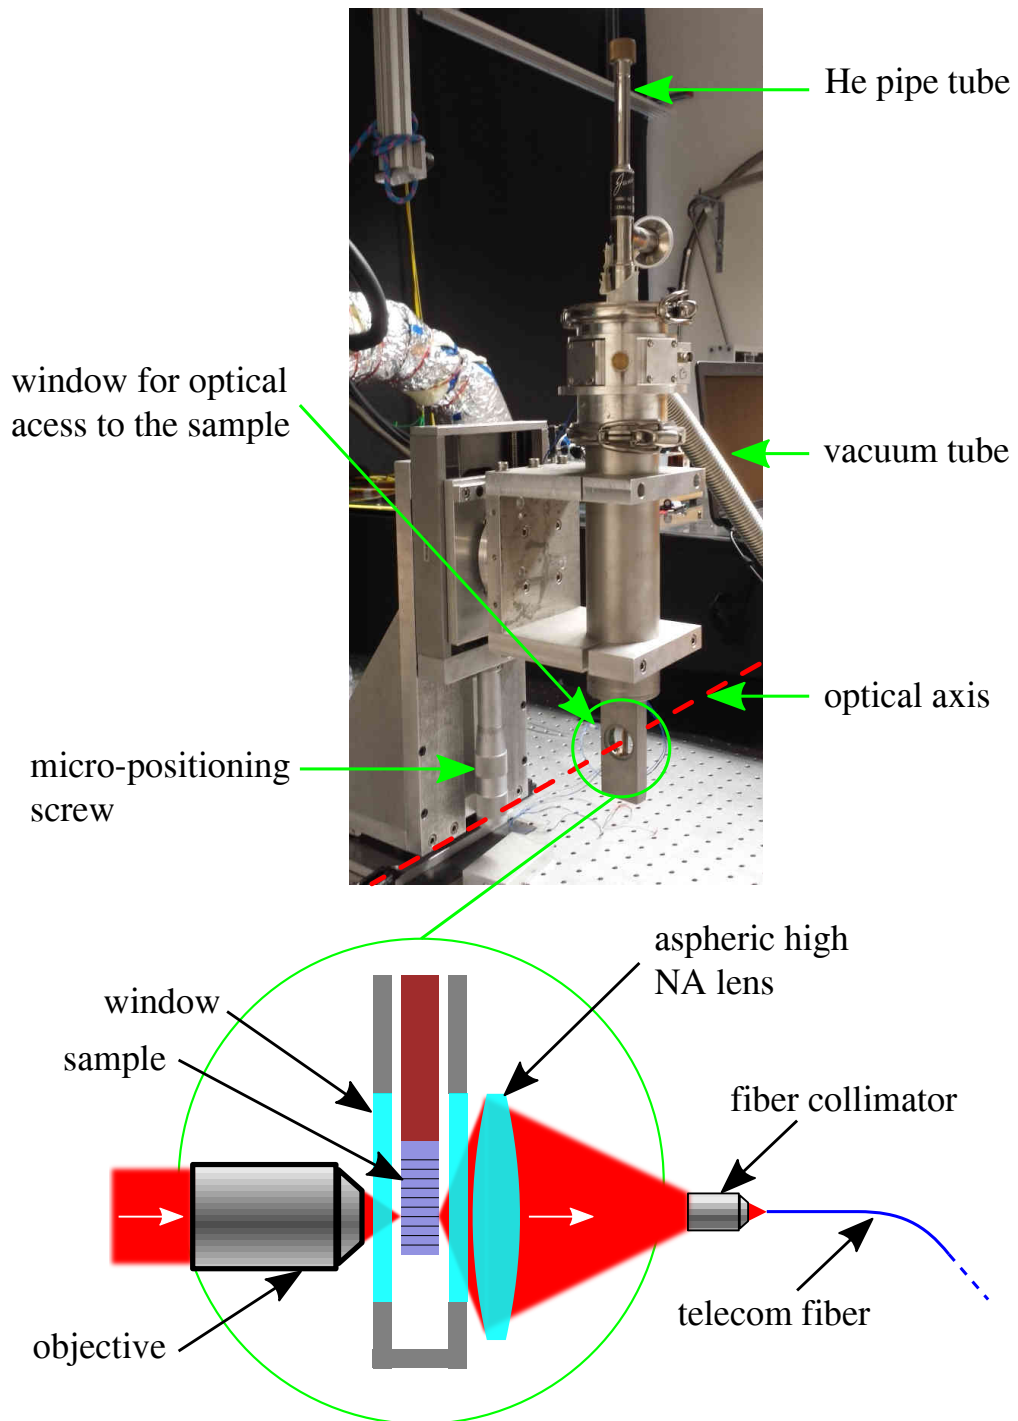 He pipe tube
window for optical
acess to the sample
vacuum tube
optical axis
micro-positioning
screw
aspheric high
NA lens
window
sample
fiber collimator
telecom fiber
objective